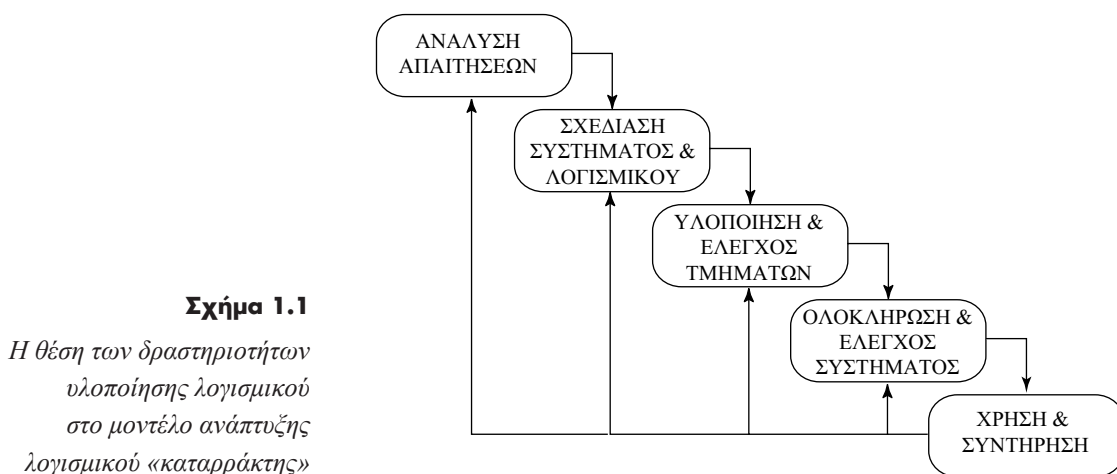 ΑΝΑΛΥΣΗ
ΑΠΑΙΤΗΣΕΩΝ
ΣΧΕΔΙΑΣΗ
ΣΥΣΤΗΜΑΤΟΣ &
ΛΟΓΙΣΜΙΚΟΥ
ΥΛΟΠΟΙΗΣΗ &
ΕΛΕΓΧΟΣ
ΤΜΗΜΑΤΩΝ
ΟΛΟΚΛΗΡΩΣΗ &
ΕΛΕΓΧΟΣ
ΣΥΣΤΗΜΑΤΟΣ
ΧΡΗΣΗ &
ΣΥΝΤΗΡΗΣΗ
Σχήμα 1.1
Η θέση των δραστηριοτήτων
υλοποίησης λογισμικού
στο μοντέλο ανάπτυξης
λογισμικού «καταρράκτης»